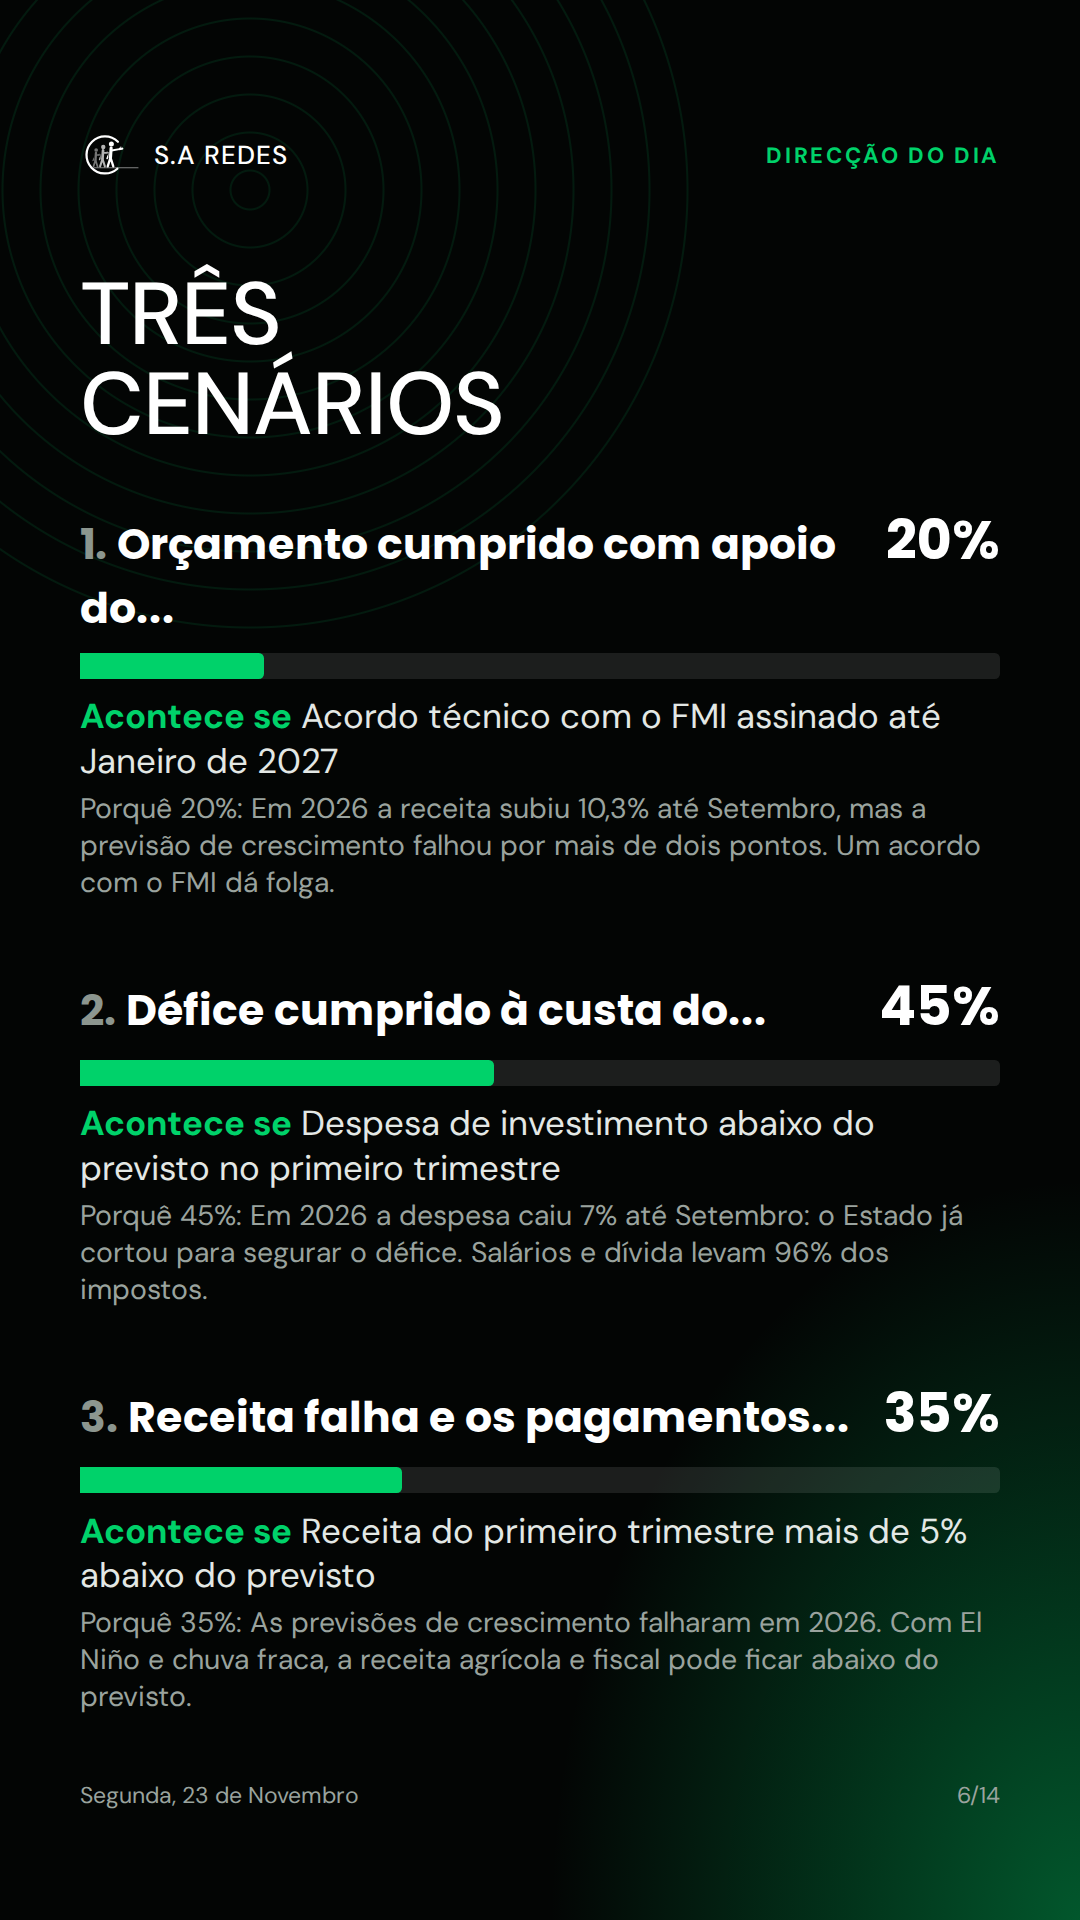 S.A REDES
DIRECÇÃO DO DIA
TRÊS
CENÁRIOS
1. Orçamento cumprido com apoio
do...
20%
Acontece se Acordo técnico com o FMI assinado até
Janeiro de 2027
Porquê 20%: Em 2026 a receita subiu 10,3% até Setembro, mas a
previsão de crescimento falhou por mais de dois pontos. Um acordo
com o FMI dá folga.
2. Défice cumprido à custa do...
45%
Acontece se Despesa de investimento abaixo do
previsto no primeiro trimestre
Porquê 45%: Em 2026 a despesa caiu 7% até Setembro: o Estado já
cortou para segurar o défice. Salários e dívida levam 96% dos
impostos.
3. Receita falha e os pagamentos...
35%
Acontece se Receita do primeiro trimestre mais de 5%
abaixo do previsto
Porquê 35%: As previsões de crescimento falharam em 2026. Com El
Niño e chuva fraca, a receita agrícola e fiscal pode ficar abaixo do
previsto.
Segunda, 23 de Novembro
6/14